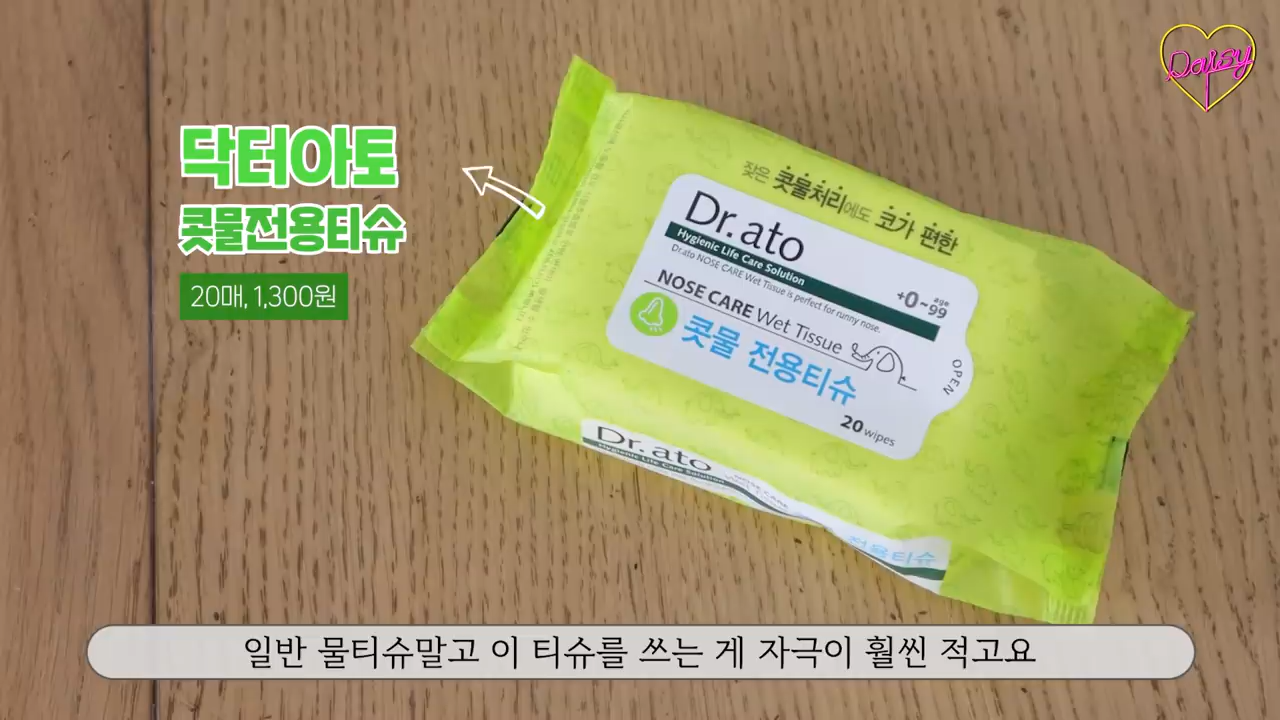 Daisy
닥터아토
콧물전용티슈
20매, 1,300원
잦은 콧물처리에도 코가 편한
Dr.ato
Hygienic Life Care Solution
Dr.ato NOSE CARE Wet Tissue is perfect for runny nose.
+0~99 age
NOSE CARE Wet Tissue
콧물 전용티슈
OPEN
20 wipes
Dr.ato
Hygienic Life Care Solution
NOSE CARE
전용티슈
일반 물티슈말고 이 티슈를 쓰는 게 자극이 훨씬 적고요